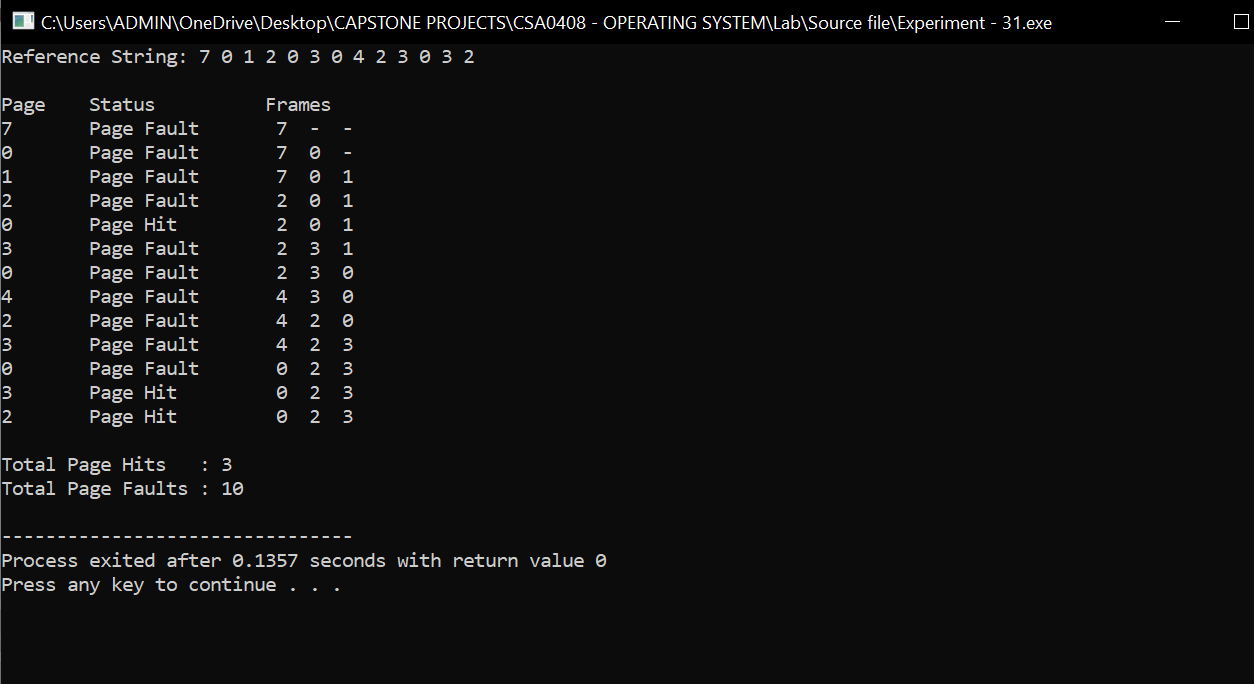 C:\Users\ADMIN\OneDrive\Desktop\CAPSTONE PROJECTS\CSA0408 - OPERATING SYSTEM\Lab\Source file\Experiment - 31.exe
Reference String: 7 0 1 2 0 3 0 4 2 3 0 3 2
Page    Status          Frames
7       Page Fault       7  -  -
0       Page Fault       7  0  -
1       Page Fault       7  0  1
2       Page Fault       2  0  1
0       Page Hit         2  0  1
3       Page Fault       2  3  1
0       Page Fault       2  3  0
4       Page Fault       4  3  0
2       Page Fault       4  2  0
3       Page Fault       4  2  3
0       Page Fault       0  2  3
3       Page Hit         0  2  3
2       Page Hit         0  2  3
Total Page Hits   : 3
Total Page Faults : 10
--------------------------------
Process exited after 0.1357 seconds with return value 0
Press any key to continue . . .